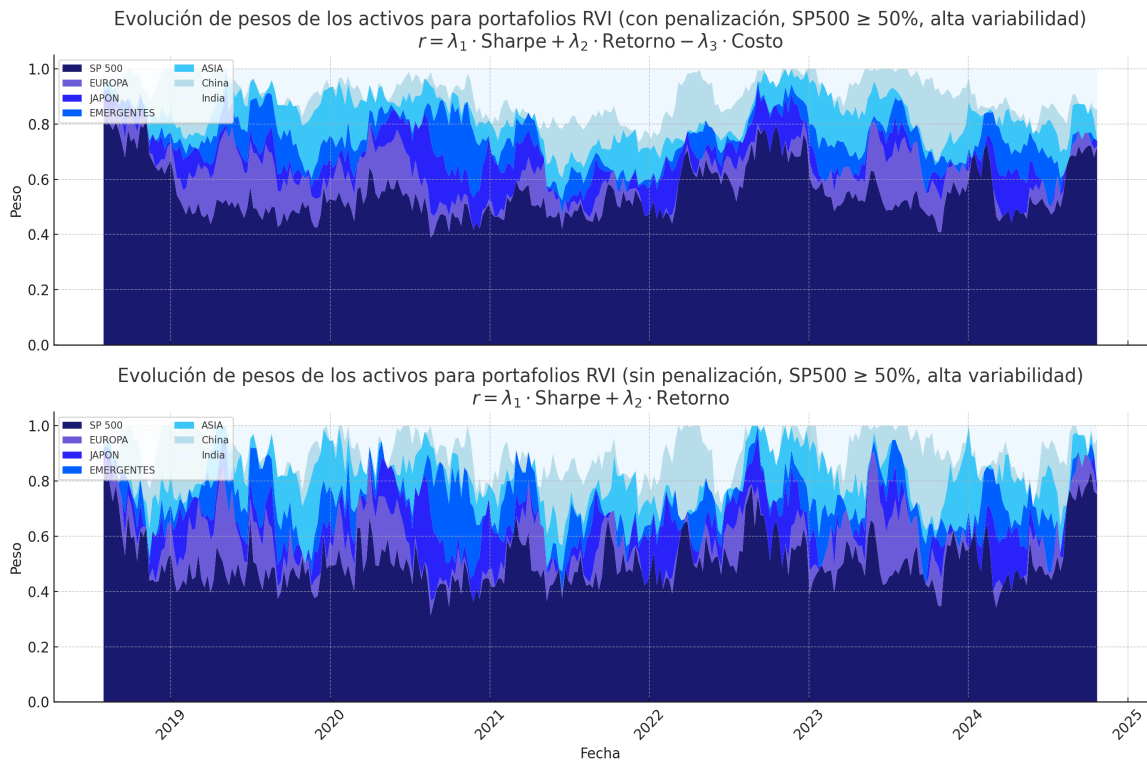 Evolución de pesos de los activos para portafolios RVI (con penalización, SP500 ≥ 50%, alta variabilidad)
r = λ₁ · Sharpe + λ₂ · Retorno − λ₃ · Costo
SP 500
EUROPA
JAPON
EMERGENTES
ASIA
China
India
Peso
1.0
0.8
0.6
0.4
0.2
0.0
Evolución de pesos de los activos para portafolios RVI (sin penalización, SP500 ≥ 50%, alta variabilidad)
r = λ₁ · Sharpe + λ₂ · Retorno
SP 500
EUROPA
JAPON
EMERGENTES
ASIA
China
India
Peso
1.0
0.8
0.6
0.4
0.2
0.0
2019
2020
2021
2022
2023
2024
2025
Fecha